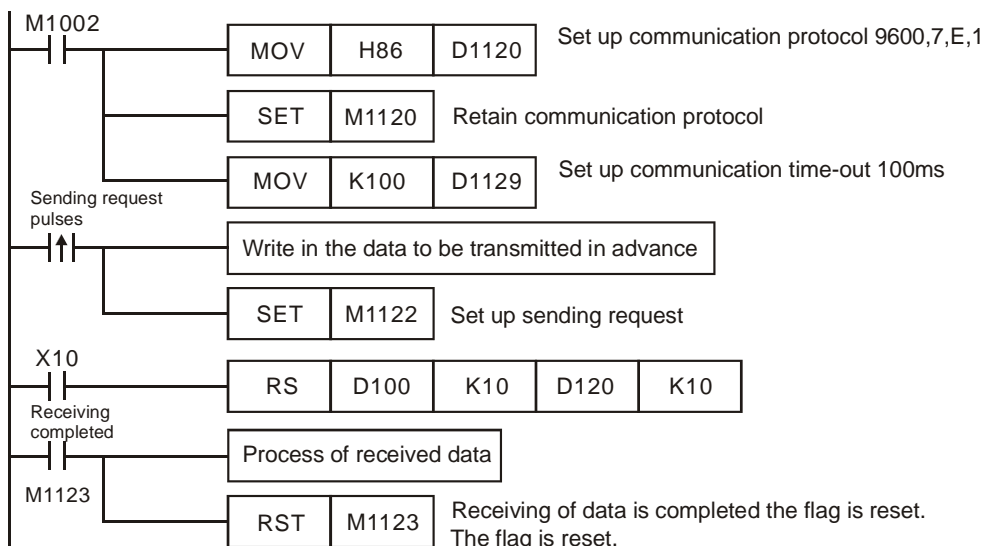 M1002
MOV H86 D1120 Set up communication protocol 9600,7,E,1
SET M1120 Retain communication protocol
MOV K100 D1129 Set up communication time-out 100ms
Sending request
pulses
Write in the data to be transmitted in advance
SET M1122 Set up sending request
X10
RS D100 K10 D120 K10
Receiving
completed
Process of received data
M1123
RST M1123 Receiving of data is completed the flag is reset.
The flag is reset.